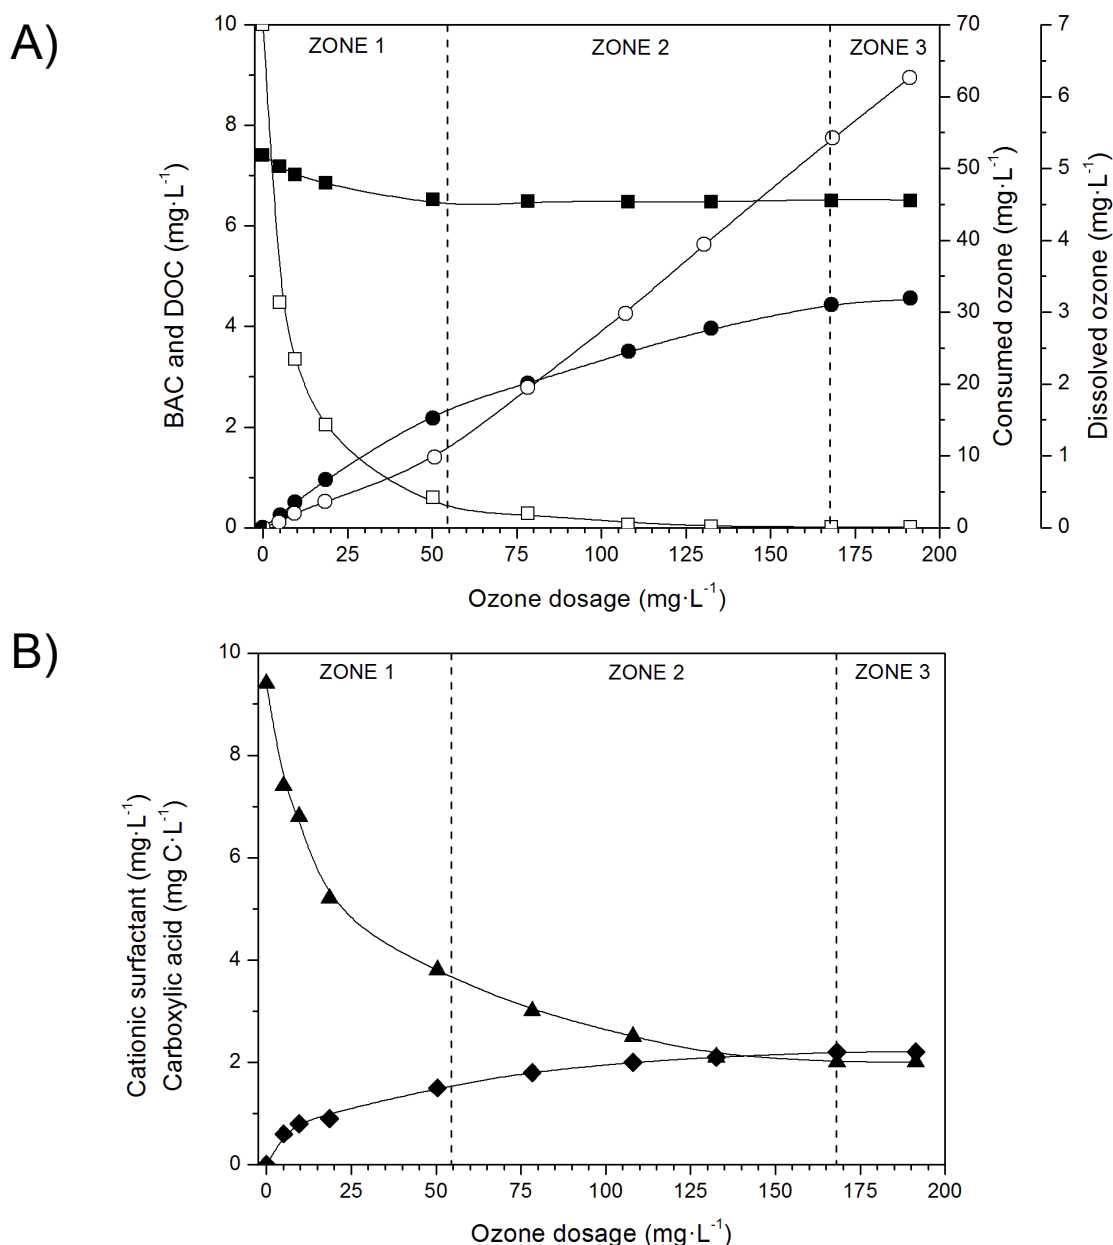 A)
ZONE 1
ZONE 2
ZONE 3
10
8
6
4
2
0
BAC and DOC (mg·L-1)
70
60
50
40
30
20
10
0
Consumed ozone (mg·L-1)
7
6
5
4
3
2
1
0
Dissolved ozone (mg·L-1)
0 25 50 75 100 125 150 175 200
Ozone dosage (mg·L-1)
B)
ZONE 1
ZONE 2
ZONE 3
10
8
6
4
2
0
Cationic surfactant (mg·L-1)
Carboxylic acid (mg C·L-1)
0 25 50 75 100 125 150 175 200
Ozone dosage (mg·L-1)